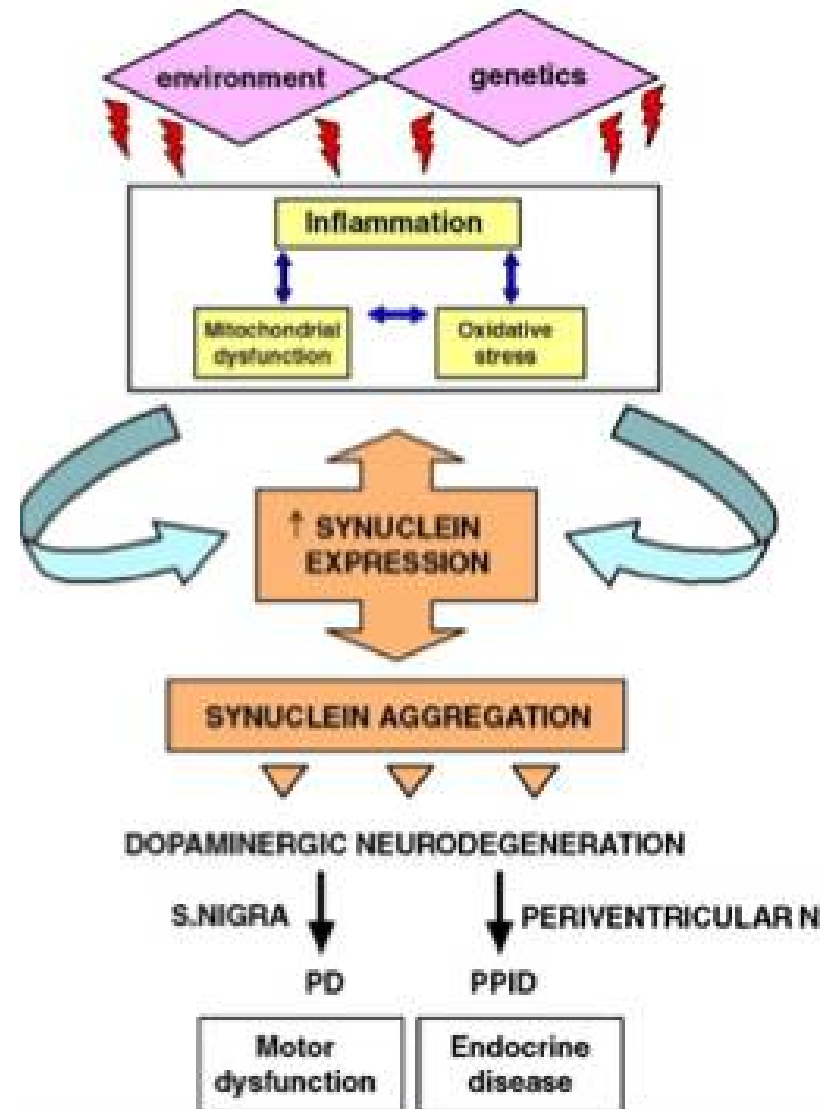 environment genetics
Inflammation
Mitochondrial
dysfunction
Oxidative
stress
↑ SYNUCLEIN
EXPRESSION
SYNUCLEIN AGGREGATION
DOPAMINERGIC NEURODEGENERATION
S.NIGRA PERIVENTRICULAR N
PD PPID
Motor
dysfunction
Endocrine
disease